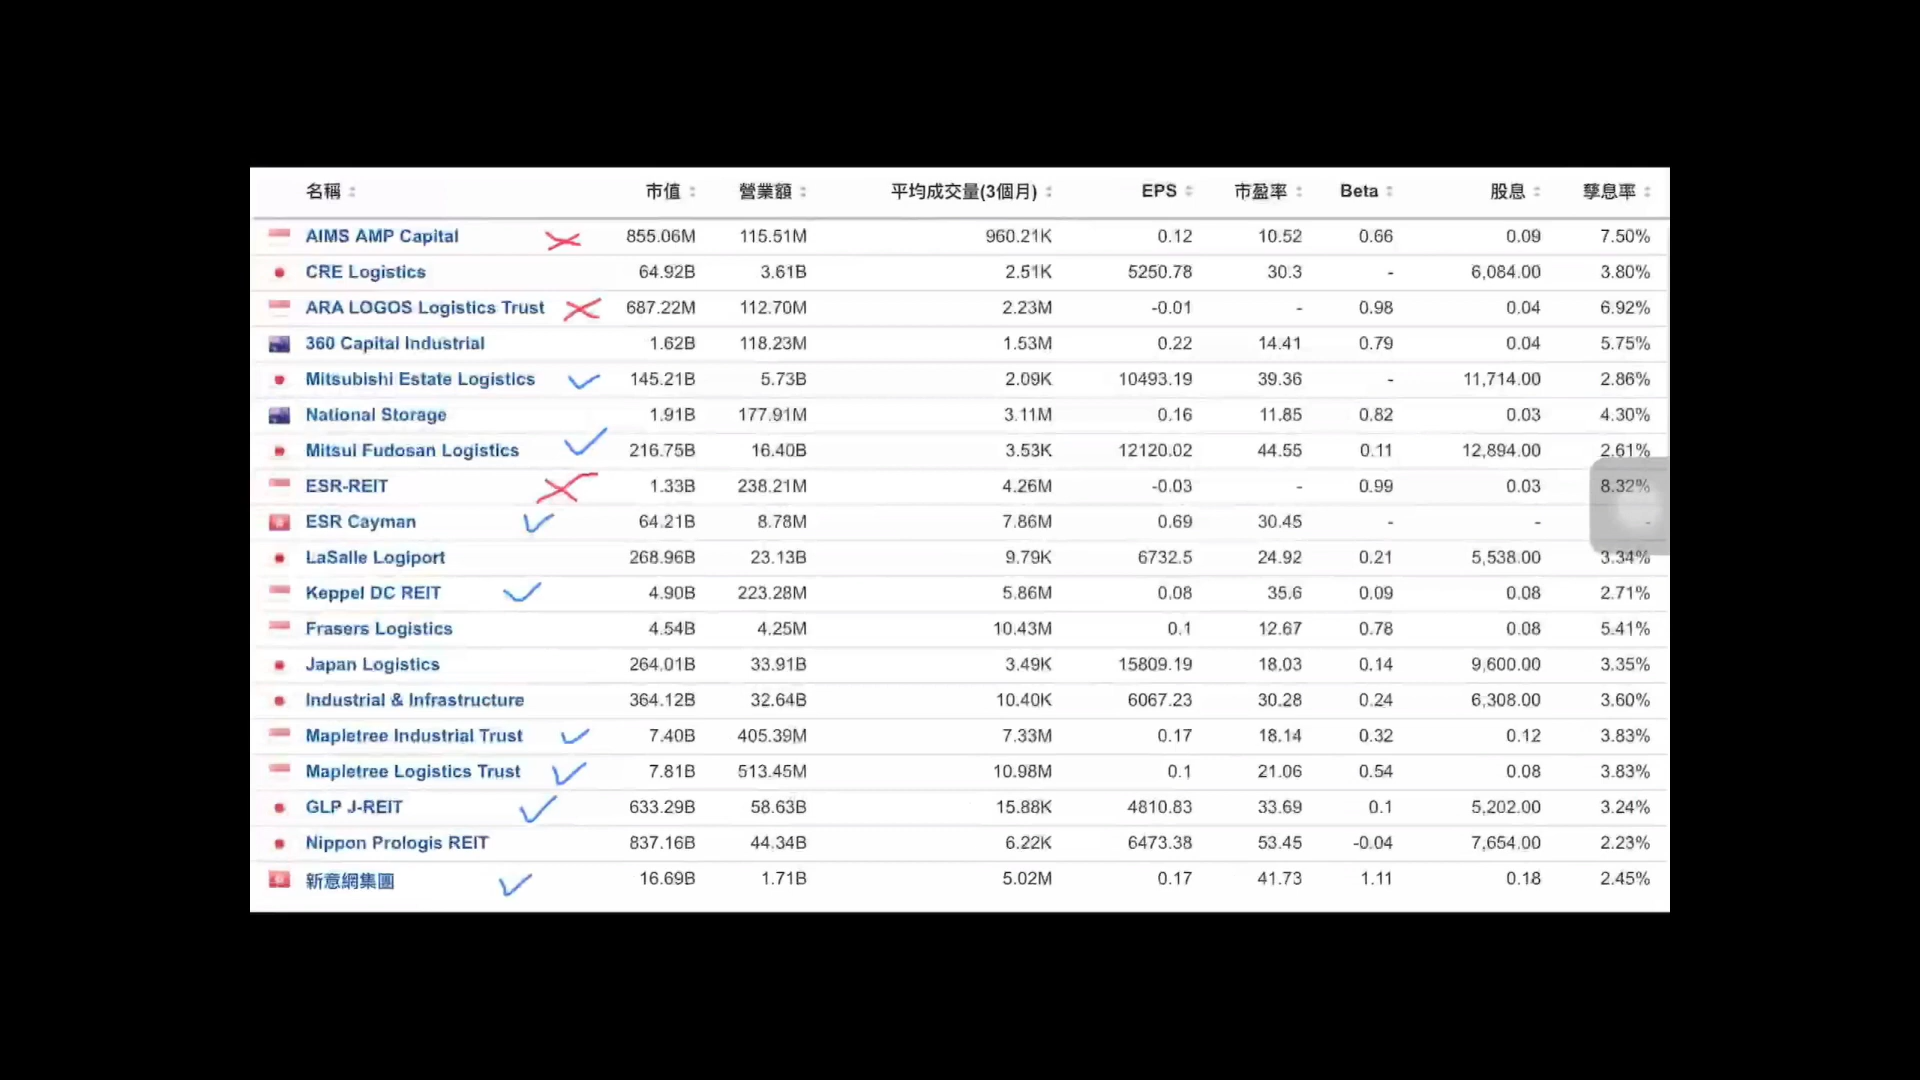 名稱 市值 營業額 平均成交量(3個月) EPS 市盈率 Beta 股息 孳息率
AIMS AMP Capital 855.06M 115.51M 960.21K 0.12 10.52 0.66 0.09 7.50%
CRE Logistics 64.92B 3.61B 2.51K 5250.78 30.3 - 6,084.00 3.80%
ARA LOGOS Logistics Trust 687.22M 112.70M 2.23M -0.01 - 0.98 0.04 6.92%
360 Capital Industrial 1.62B 118.23M 1.53M 0.22 14.41 0.79 0.04 5.75%
Mitsubishi Estate Logistics 145.21B 5.73B 2.09K 10493.19 39.36 - 11,714.00 2.86%
National Storage 1.91B 177.91M 3.11M 0.16 11.85 0.82 0.03 4.30%
Mitsui Fudosan Logistics 216.75B 16.40B 3.53K 12120.02 44.55 0.11 12,894.00 2.61%
ESR-REIT 1.33B 238.21M 4.26M -0.03 - 0.99 0.03 8.32%
ESR Cayman 64.21B 8.78M 7.86M 0.69 30.45 - - -
LaSalle Logiport 268.96B 23.13B 9.79K 6732.5 24.92 0.21 5,538.00 3.34%
Keppel DC REIT 4.90B 223.28M 5.86M 0.08 35.6 0.09 0.08 2.71%
Frasers Logistics 4.54B 4.25M 10.43M 0.1 12.67 0.78 0.08 5.41%
Japan Logistics 264.01B 33.91B 3.49K 15809.19 18.03 0.14 9,600.00 3.35%
Industrial & Infrastructure 364.12B 32.64B 10.40K 6067.23 30.28 0.24 6,308.00 3.60%
Mapletree Industrial Trust 7.40B 405.39M 7.33M 0.17 18.14 0.32 0.12 3.83%
Mapletree Logistics Trust 7.81B 513.45M 10.98M 0.1 21.06 0.54 0.08 3.83%
GLP J-REIT 633.29B 58.63B 15.88K 4810.83 33.69 0.1 5,202.00 3.24%
Nippon Prologis REIT 837.16B 44.34B 6.22K 6473.38 53.45 -0.04 7,654.00 2.23%
新意網集團 16.69B 1.71B 5.02M 0.17 41.73 1.11 0.18 2.45%